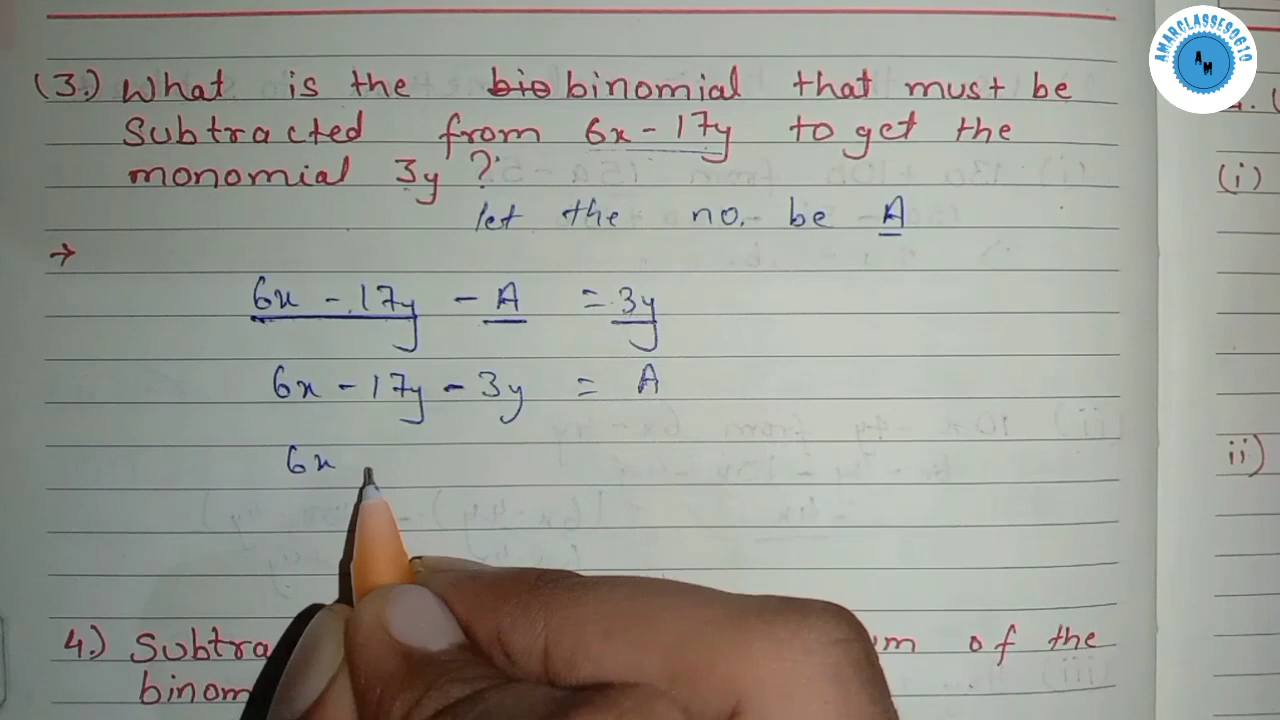 AMARCLASSES0610
AM
(3.) What is the bio binomial that must be
Subtracted from 6x - 17y to get the
monomial 3y ?
let the no. be A
→
6x - 17y - A = 3y
6x - 17y - 3y = A
6x
4.) Subtra
of the
binom
(i)
ii)